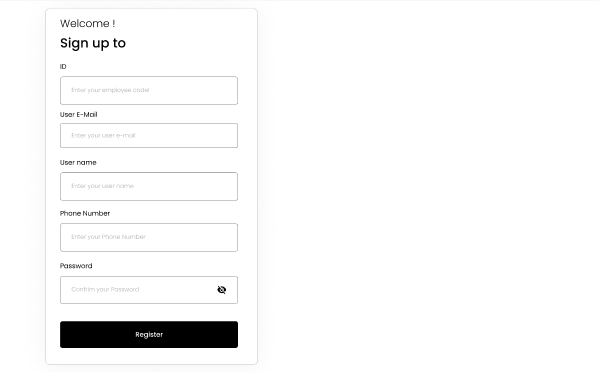 Welcome !
Sign up to
ID
Enter your employee code!
User E-Mail
Enter your user e-mail
User name
Enter your user name
Phone Number
Enter your Phone Number
Password
Confrim your Password
Register